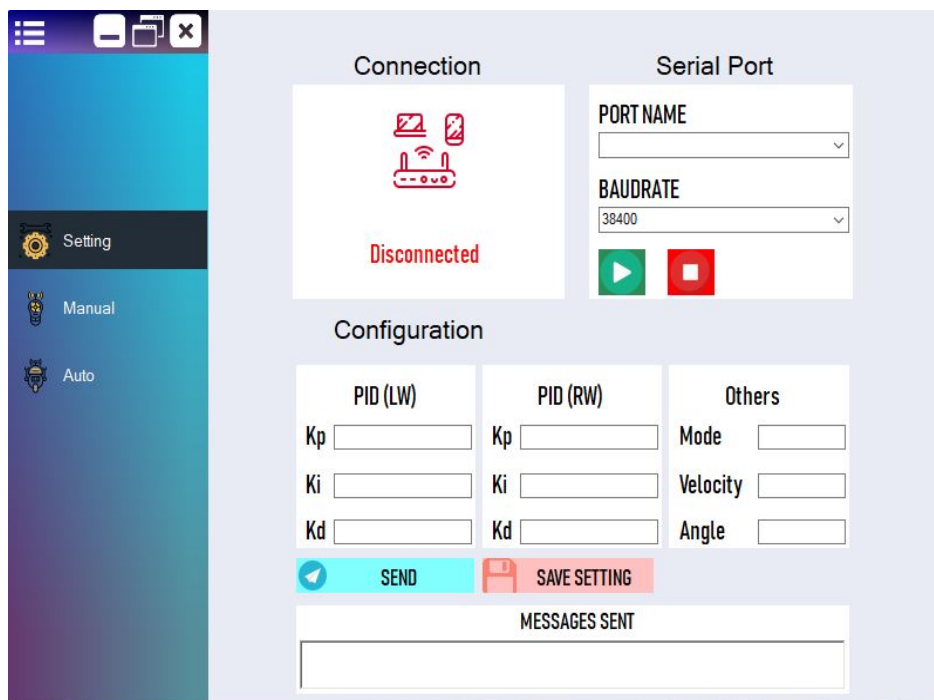 Connection
Serial Port
PORT NAME
BAUDRATE
38400
Disconnected
Setting
Manual
Auto
Configuration
PID (LW)
PID (RW)
Others
Kp
Kp
Mode
Ki
Ki
Velocity
Kd
Kd
Angle
SEND
SAVE SETTING
MESSAGES SENT